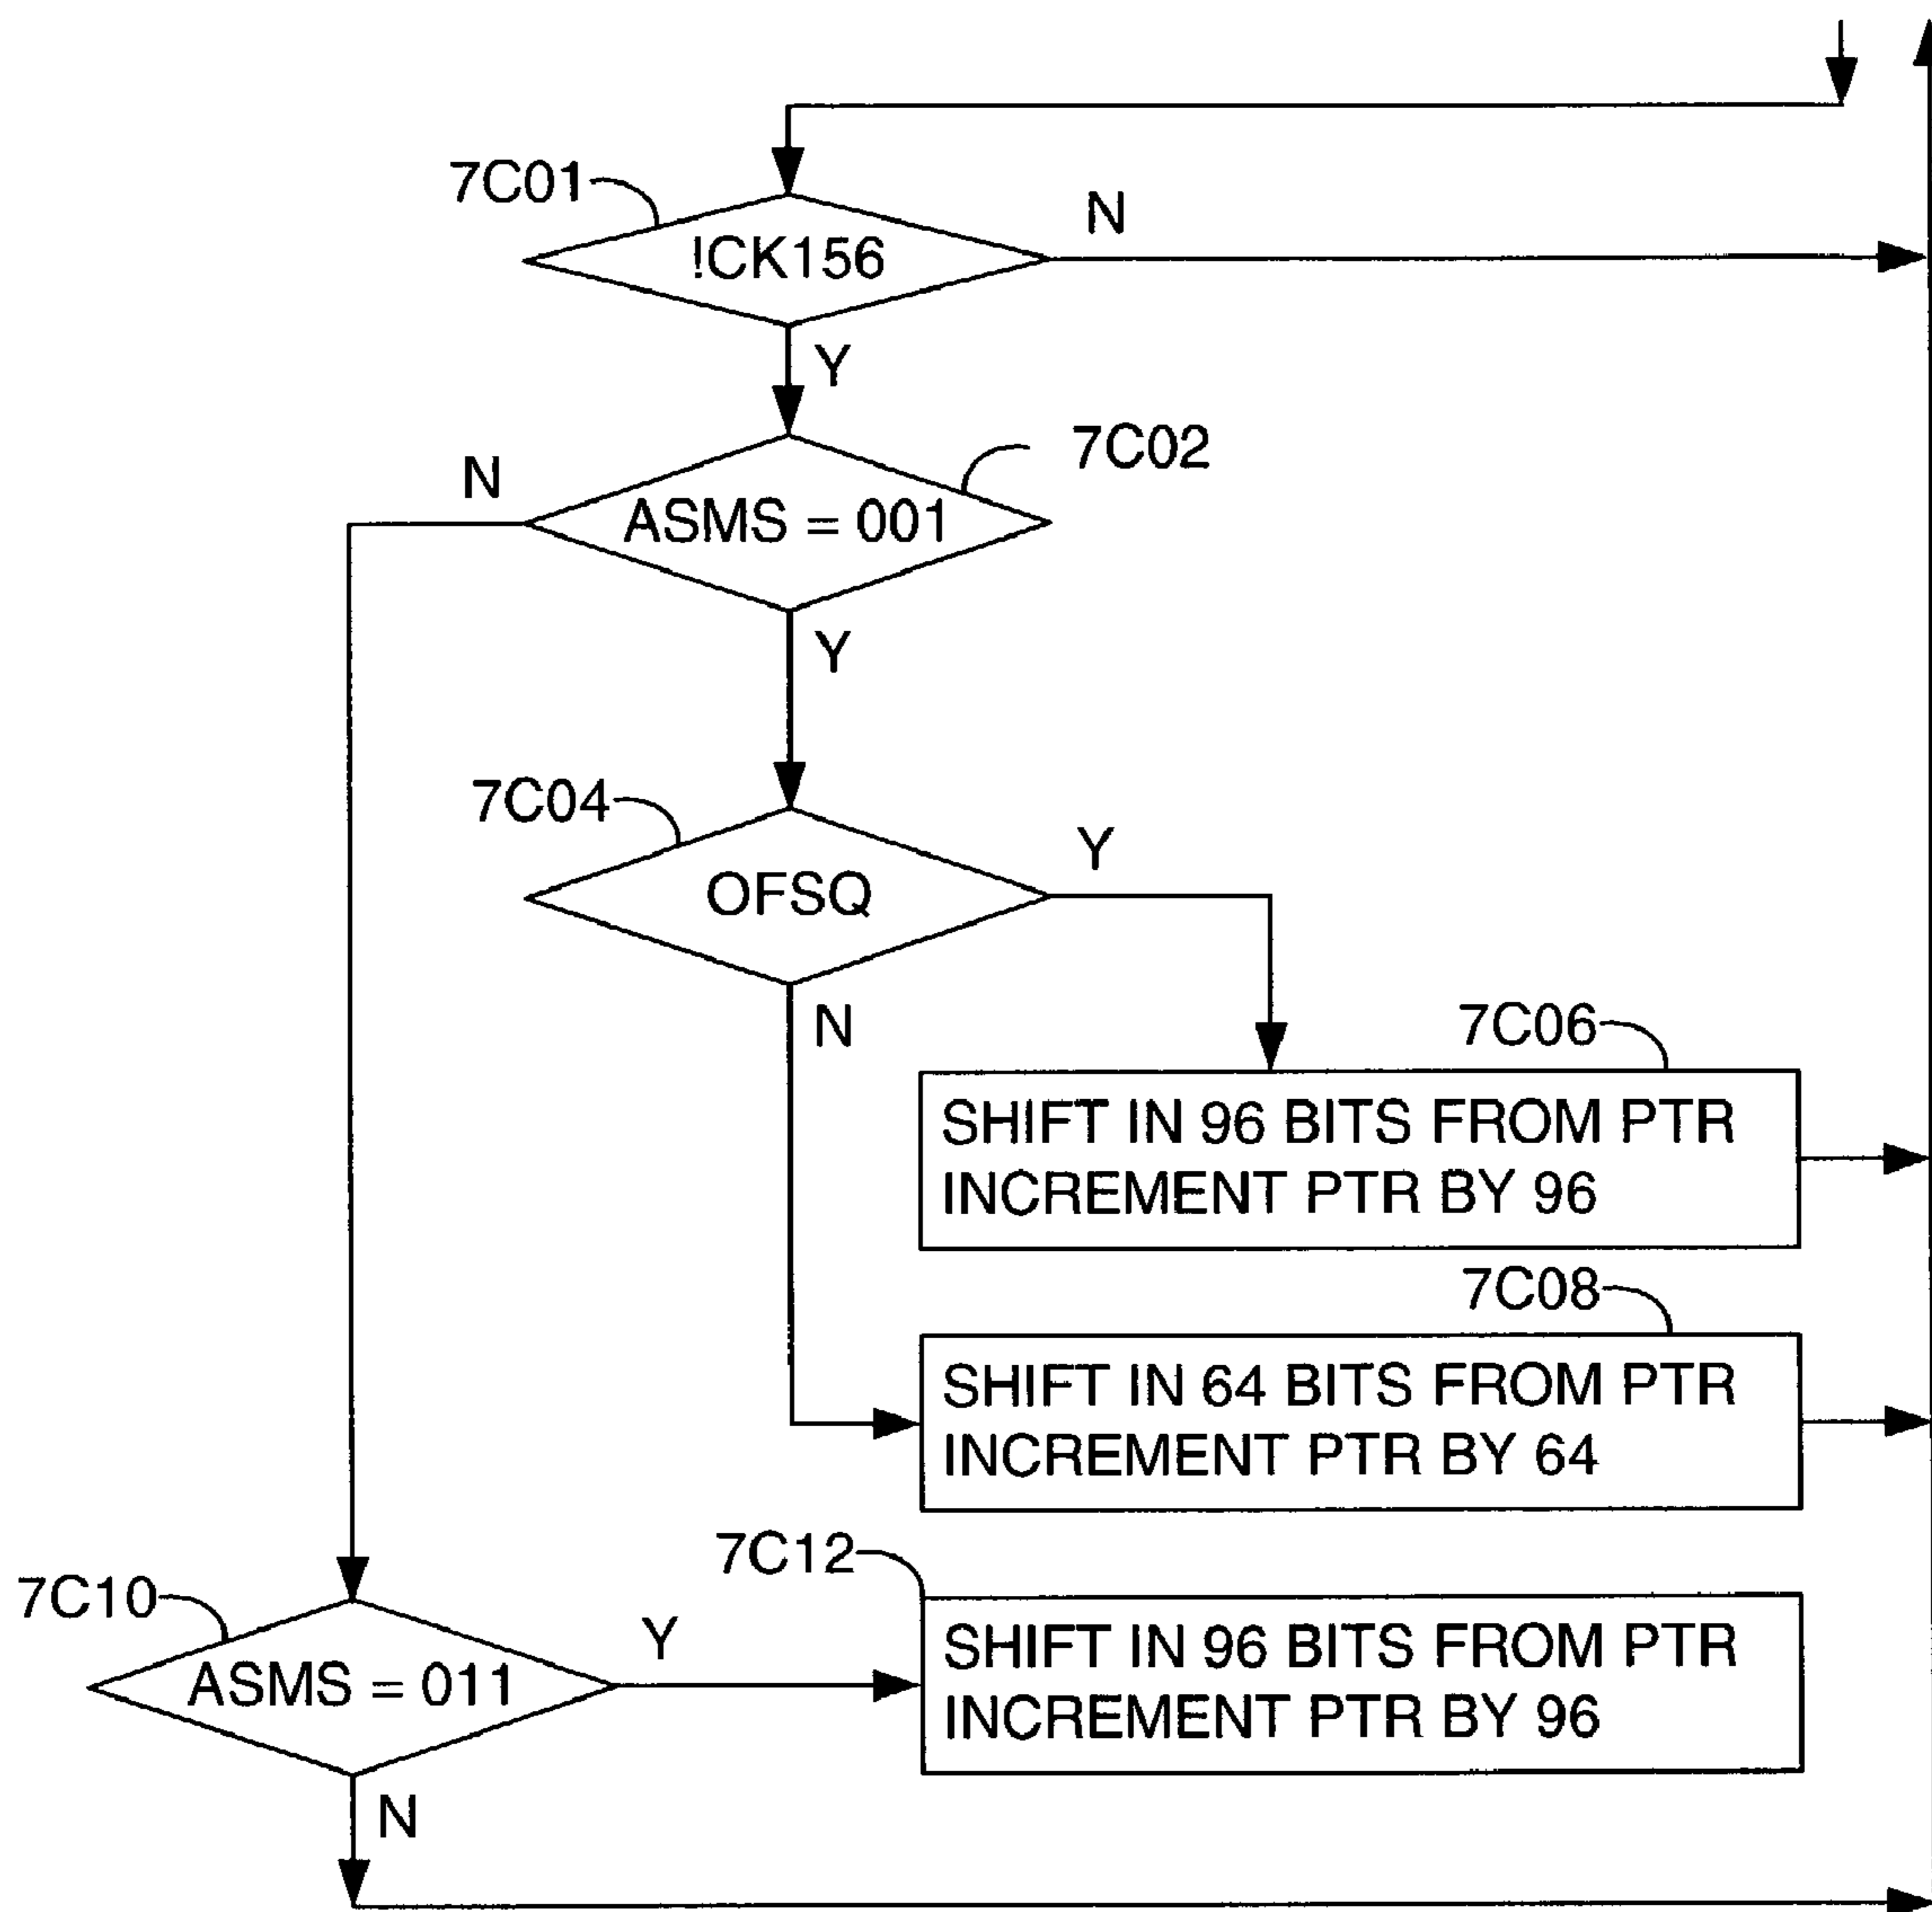 7C01
!CK156
N
Y
7C02
N
ASMS = 001
Y
7C04
Y
OFSQ
N
7C06
SHIFT IN 96 BITS FROM PTR
INCREMENT PTR BY 96
7C08
SHIFT IN 64 BITS FROM PTR
INCREMENT PTR BY 64
7C12
7C10
Y
SHIFT IN 96 BITS FROM PTR
INCREMENT PTR BY 96
ASMS = 011
N